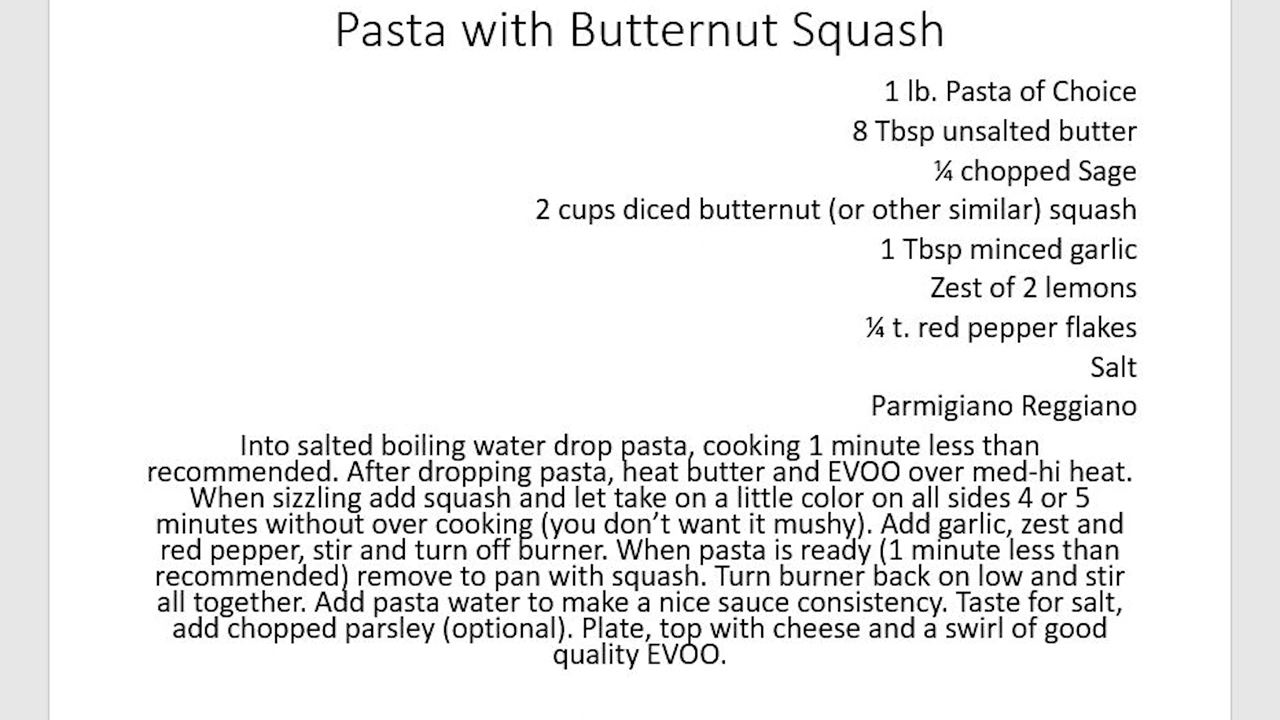 Pasta with Butternut Squash
1 lb. Pasta of Choice
8 Tbsp unsalted butter
¼ chopped Sage
2 cups diced butternut (or other similar) squash
1 Tbsp minced garlic
Zest of 2 lemons
¼ t. red pepper flakes
Salt
Parmigiano Reggiano
Into salted boiling water drop pasta, cooking 1 minute less than
recommended. After dropping pasta, heat butter and EVOO over med-hi heat.
When sizzling add squash and let take on a little color on all sides 4 or 5
minutes without over cooking (you don’t want it mushy). Add garlic, zest and
red pepper, stir and turn off burner. When pasta is ready (1 minute less than
recommended) remove to pan with squash. Turn burner back on low and stir
all together. Add pasta water to make a nice sauce consistency. Taste for salt,
add chopped parsley (optional). Plate, top with cheese and a swirl of good
quality EVOO.